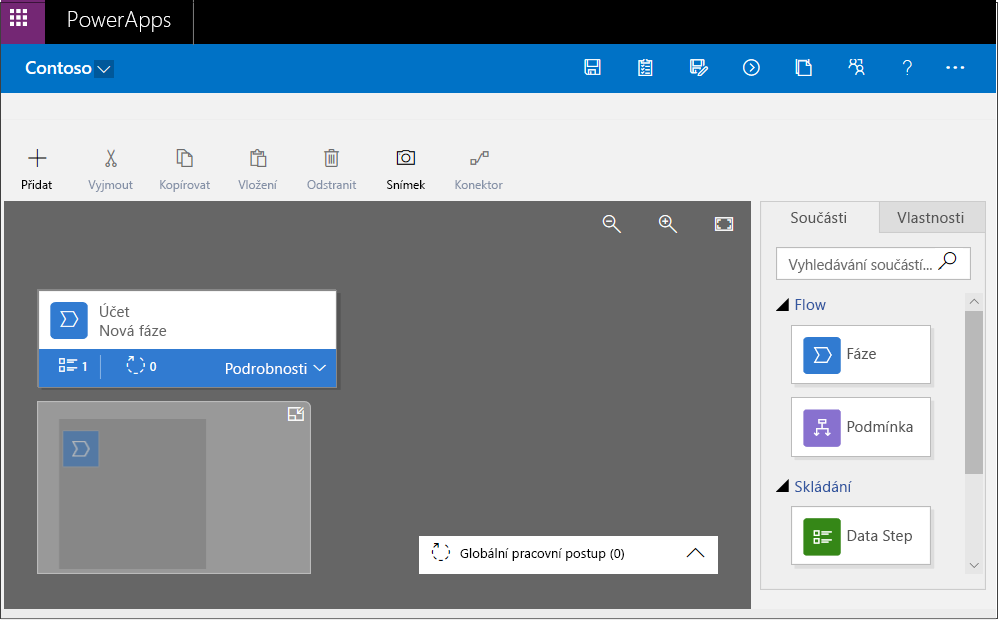 PowerApps
Contoso
Přidat
Vyjmout
Kopírovat
Vložení
Odstranit
Snímek
Konektor
Součásti
Vlastnosti
Vyhledávání součástí...
Účet
Nová fáze
1
0
Podrobnosti
Flow
Fáze
Podmínka
Skládání
Data Step
Globální pracovní postup (0)